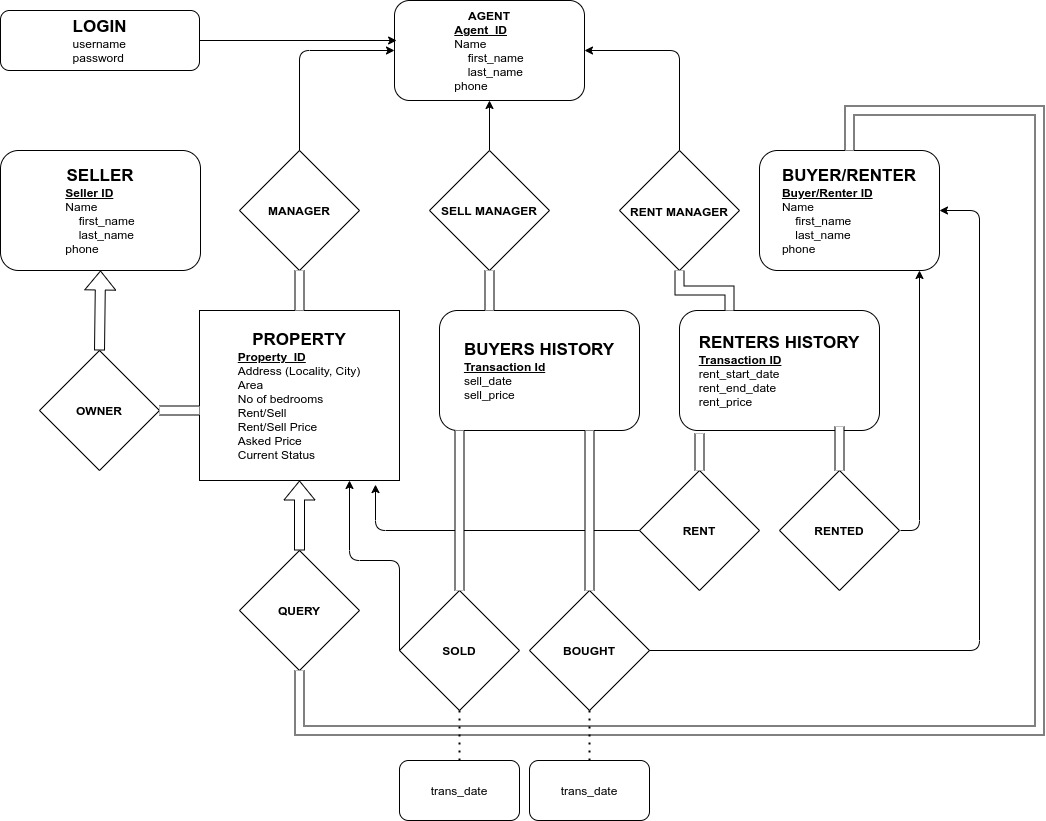 LOGIN
username
password
AGENT
Agent_ID
Name
first_name
last_name
phone
SELLER
Seller ID
Name
first_name
last_name
phone
MANAGER
SELL MANAGER
RENT MANAGER
BUYER/RENTER
Buyer/Renter ID
Name
first_name
last_name
phone
OWNER
PROPERTY
Property_ID
Address (Locality, City)
Area
No of bedrooms
Rent/Sell
Rent/Sell Price
Asked Price
Current Status
BUYERS HISTORY
Transaction Id
sell_date
sell_price
RENTERS HISTORY
Transaction ID
rent_start_date
rent_end_date
rent_price
RENT
RENTED
QUERY
SOLD
BOUGHT
trans_date
trans_date